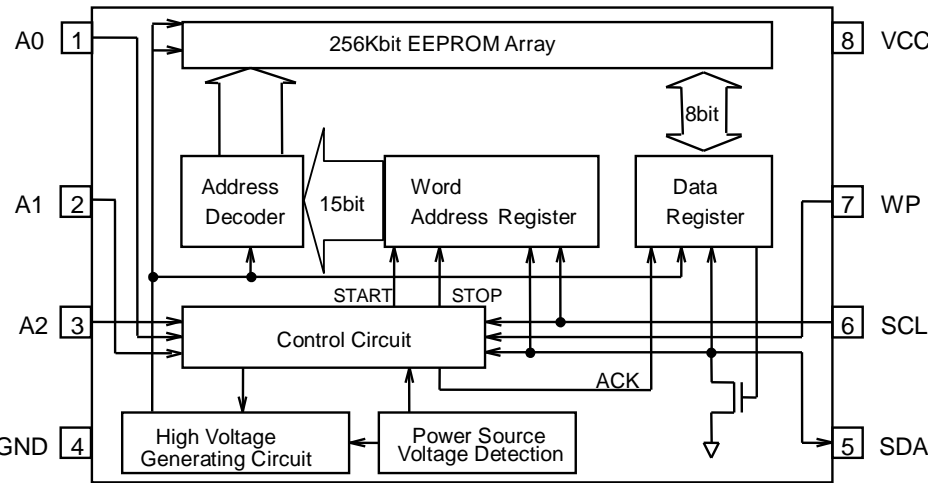 A0 1
256Kbit EEPROM Array
8 VCC
8bit
A1 2
Address
Decoder
15bit
Word
Address Register
Data
Register
7 WP
START
STOP
A2 3
Control Circuit
6 SCL
ACK
GND 4
High Voltage
Generating Circuit
Power Source
Voltage Detection
5 SDA